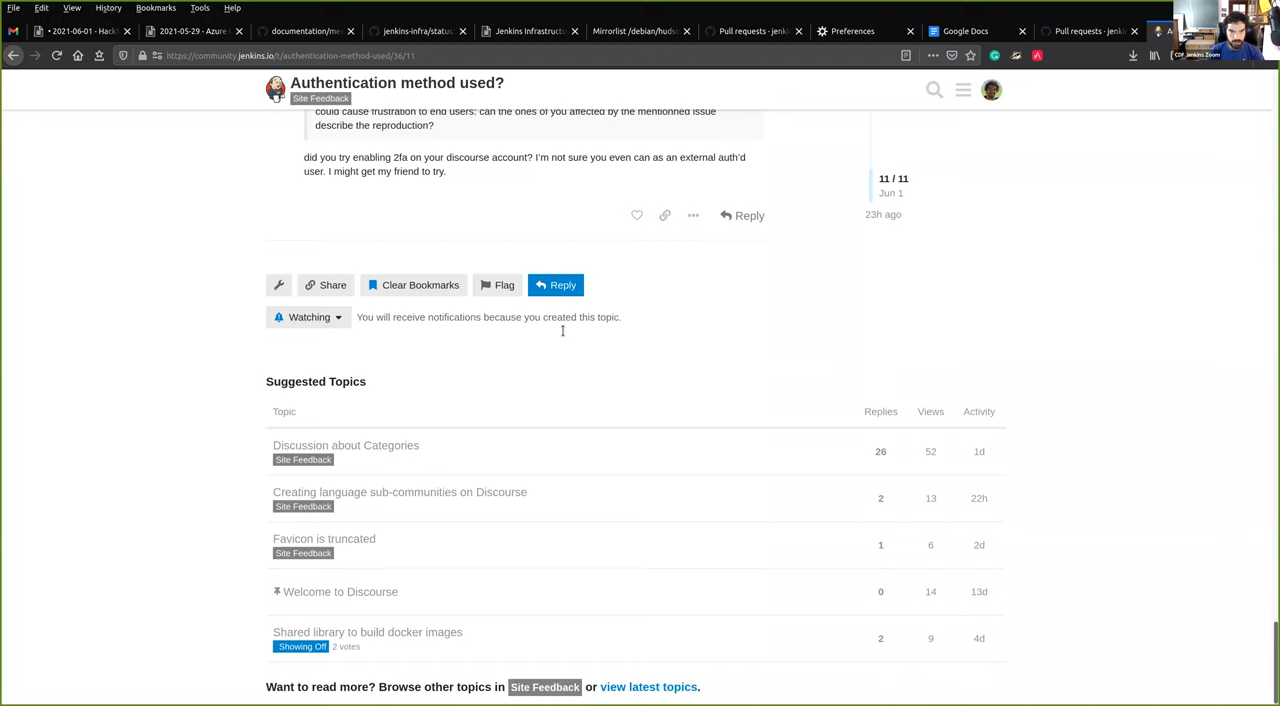 File Edit View History Bookmarks Tools Help
• 2021-06-01 - Hack
2021-05-29 - Azure
documentation/me
jenkins-infra/status
Jenkins Infrastructu
Mirrorlist /debian/huds
Pull requests · jenki
Preferences
Google Docs
Pull requests · jenki
https://community.jenkins.io/t/authentication-method-used/36/11
CDF Jenkins Zoom
Authentication method used?
Site Feedback
could cause frustration to end users: can the ones of you affected by the mentionned issue
describe the reproduction?
did you try enabling 2fa on your discourse account? I'm not sure you even can as an external auth'd
user. I might get my friend to try.
11 / 11
Jun 1
23h ago
Reply
Share Clear Bookmarks Flag Reply
Watching You will receive notifications because you created this topic.
Suggested Topics
Topic Replies Views Activity
Discussion about Categories 26 52 1d
Site Feedback
Creating language sub-communities on Discourse 2 13 22h
Site Feedback
Favicon is truncated 1 6 2d
Site Feedback
Welcome to Discourse 0 14 13d
Shared library to build docker images 2 9 4d
Showing Off 2 votes
Want to read more? Browse other topics in Site Feedback or view latest topics.